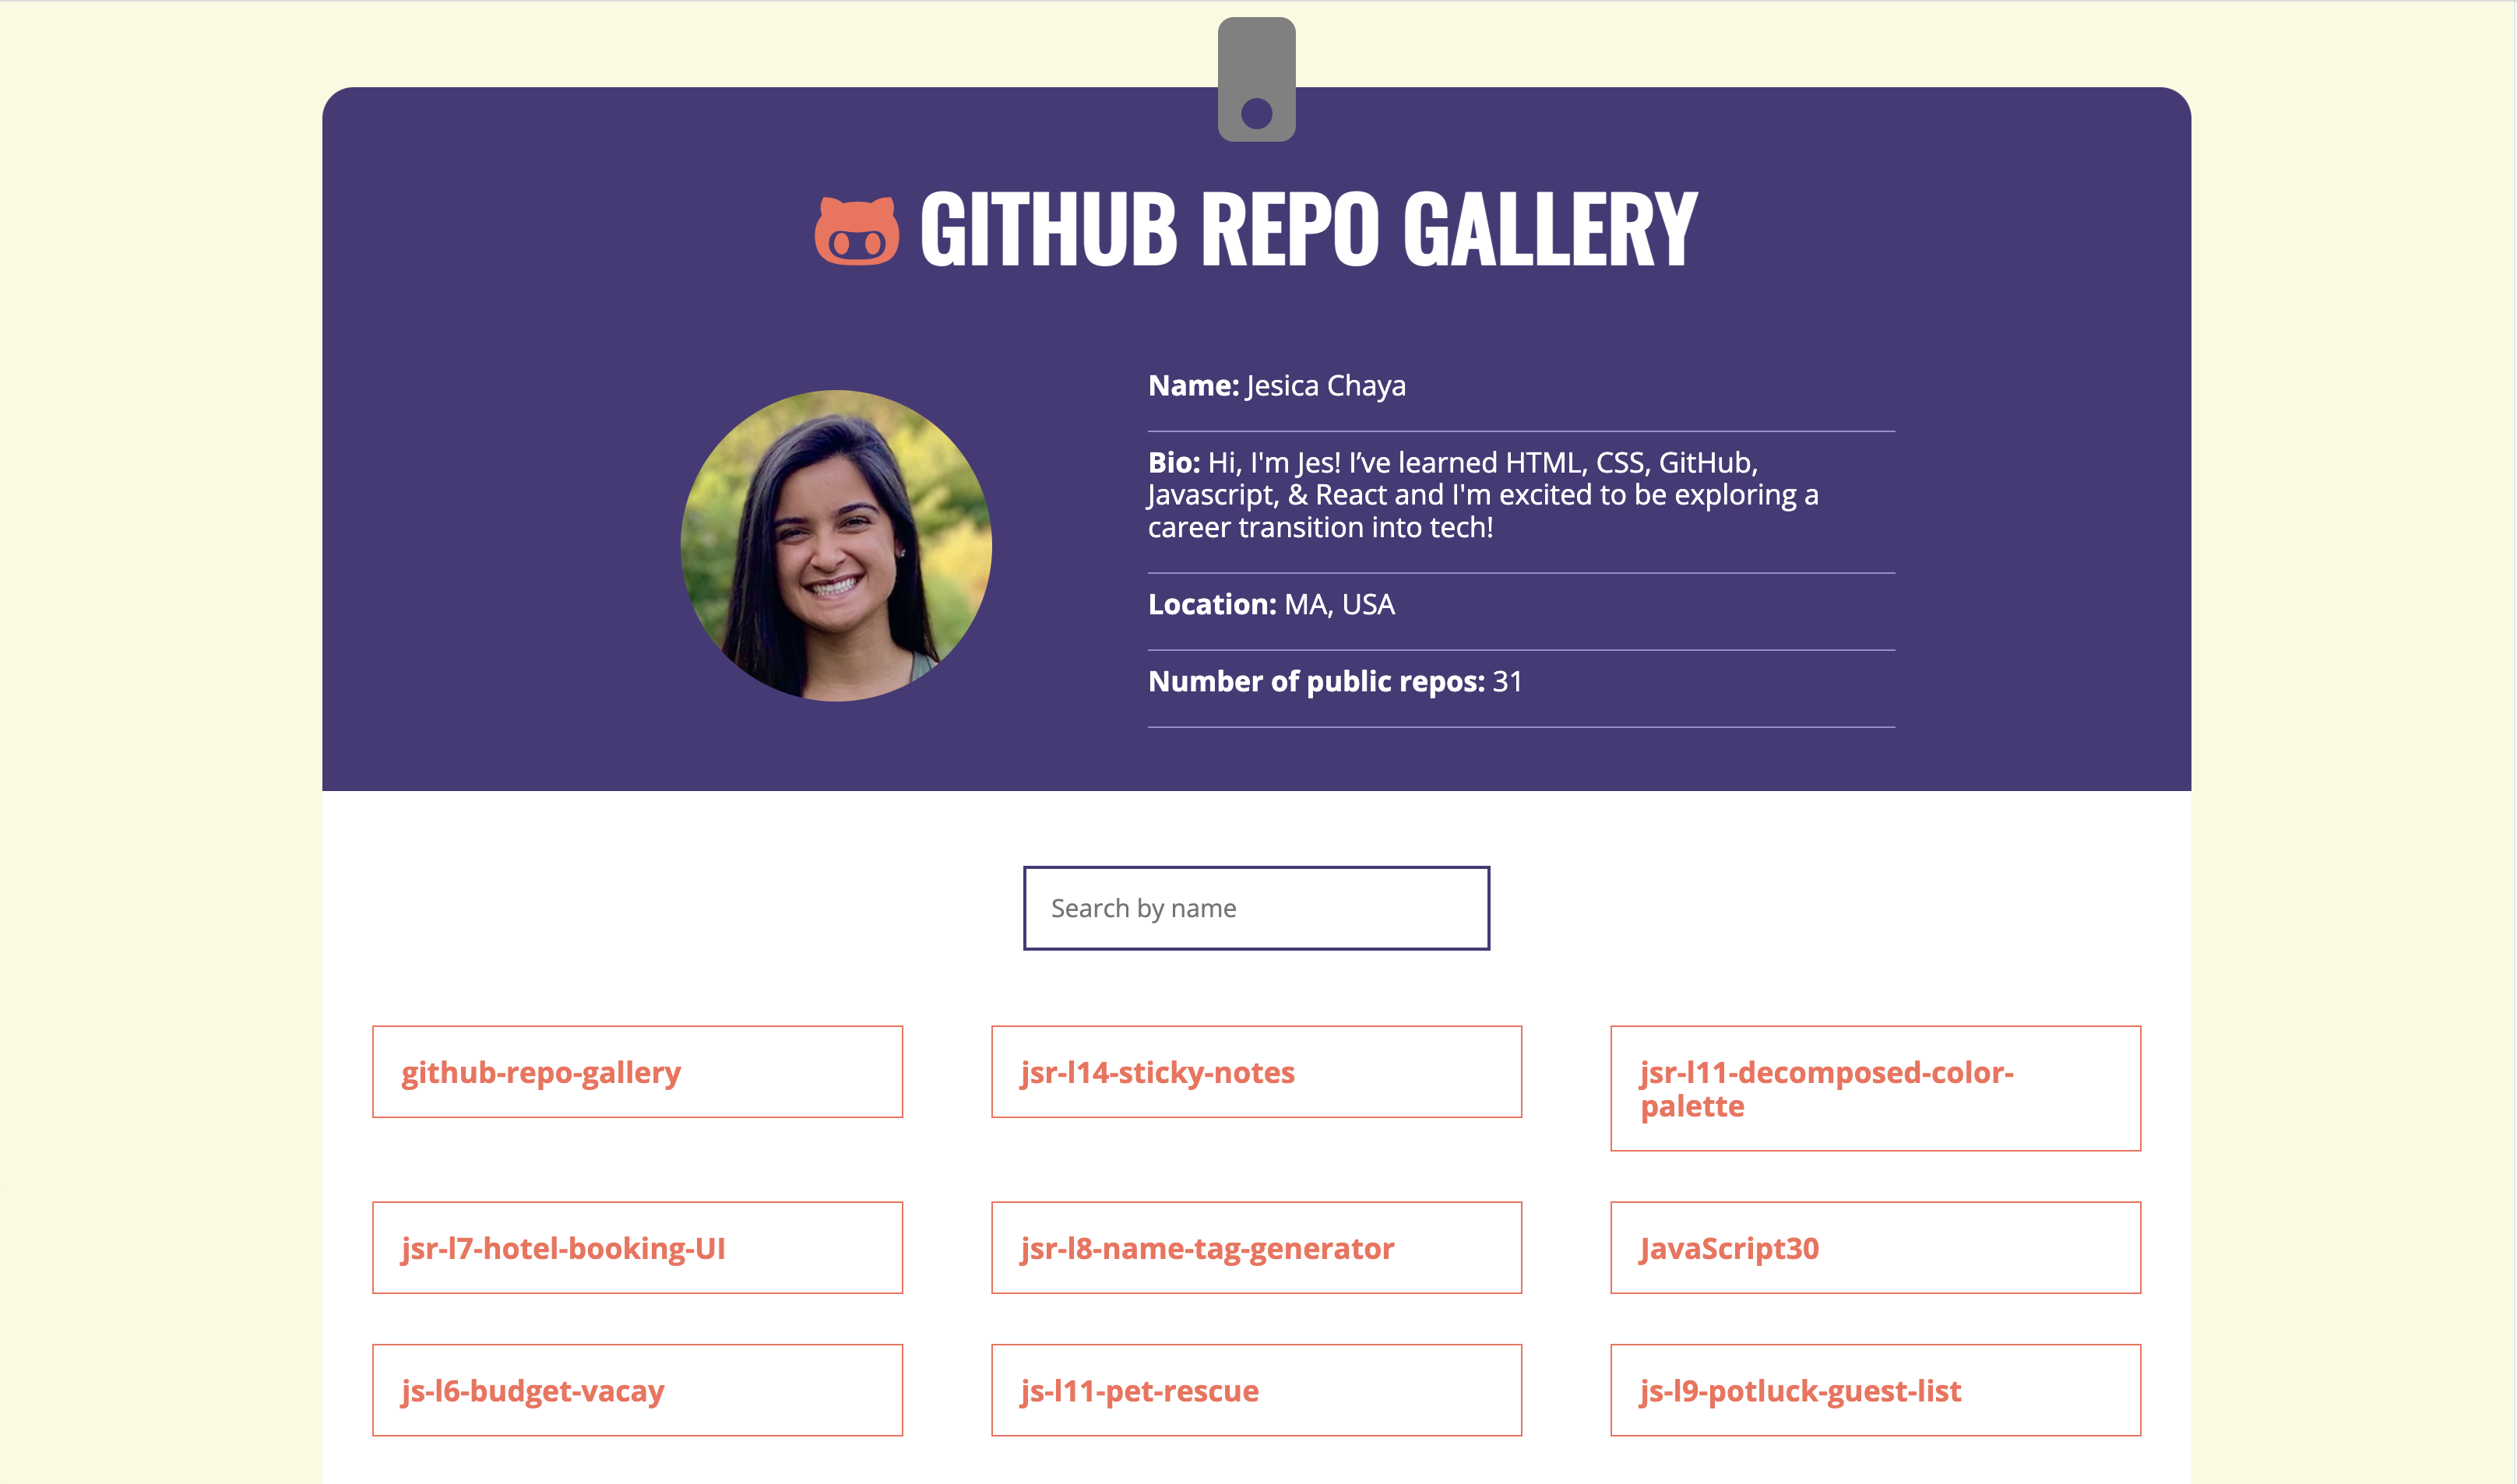 GITHUB REPO GALLERY
Name: Jesica Chaya
Bio: Hi, I'm Jes! I’ve learned HTML, CSS, GitHub,
Javascript, & React and I'm excited to be exploring a
career transition into tech!
Location: MA, USA
Number of public repos: 31
Search by name
github-repo-gallery
jsr-l14-sticky-notes
jsr-l11-decomposed-color-
palette
jsr-l7-hotel-booking-UI
jsr-l8-name-tag-generator
JavaScript30
js-l6-budget-vacay
js-l11-pet-rescue
js-l9-potluck-guest-list